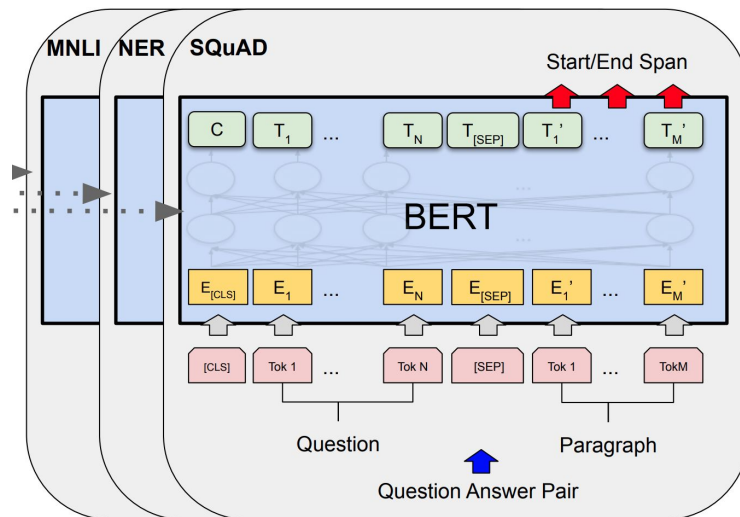 MNLI NER SQuAD
Start/End Span
C T1 ... TN T[SEP] T1’ ... TM’
...
BERT
...
E[CLS] E1 ... EN E[SEP] E1’ ... EM’
[CLS] Tok 1 ... Tok N [SEP] Tok 1 ... TokM
Question Paragraph
Question Answer Pair